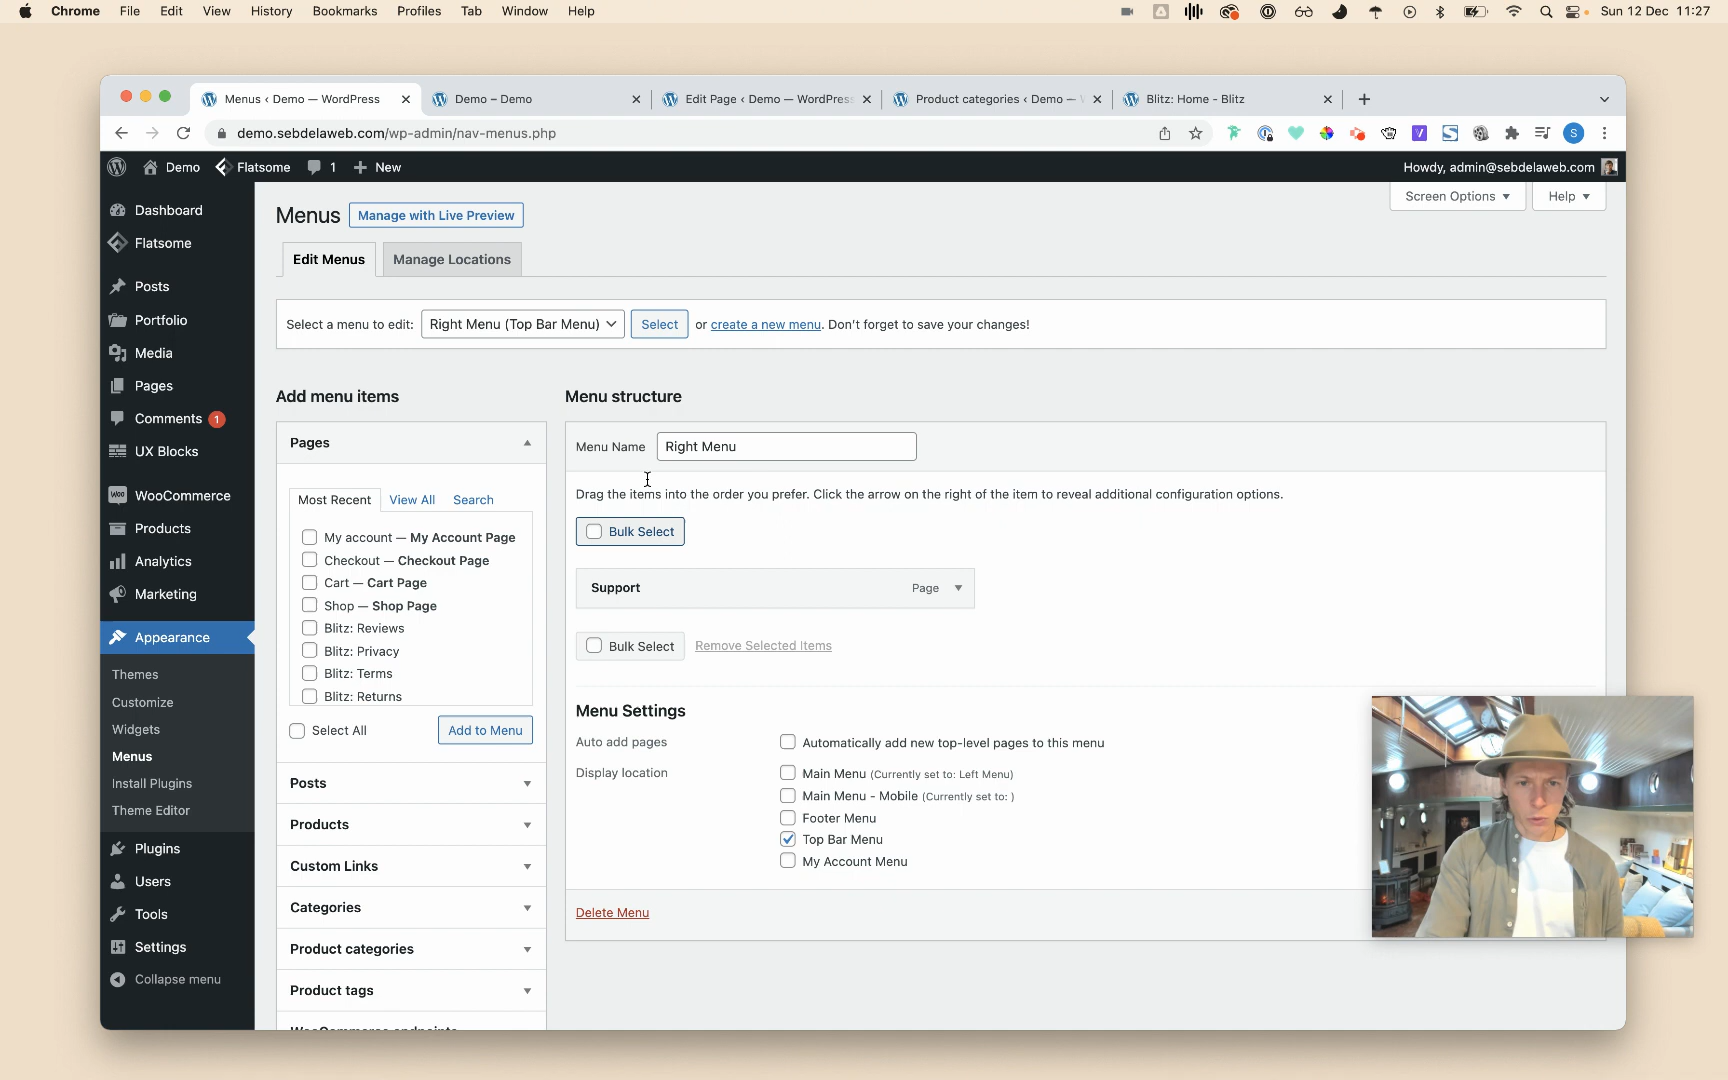 Chrome File Edit View History Bookmarks Profiles Tab Window Help Sun 12 Dec 11:27
Menus ‹ Demo — WordPress Demo – Demo Edit Page ‹ Demo — WordPress Product categories ‹ Demo — Blitz: Home - Blitz
demo.sebdelaweb.com/wp-admin/nav-menus.php
Demo Flatsome 1 New Howdy, admin@sebdelaweb.com
Screen Options Help
Dashboard
Flatsome
Posts
Portfolio
Media
Pages
Comments 1
UX Blocks
WooCommerce
Products
Analytics
Marketing
Appearance
Themes
Customize
Widgets
Menus
Install Plugins
Theme Editor
Plugins
Users
Tools
Settings
Collapse menu
Menus Manage with Live Preview
Edit Menus Manage Locations
Select a menu to edit: Right Menu (Top Bar Menu) Select or create a new menu. Don't forget to save your changes!
Add menu items
Pages
Most Recent View All Search
My account — My Account Page
Checkout — Checkout Page
Cart — Cart Page
Shop — Shop Page
Blitz: Reviews
Blitz: Privacy
Blitz: Terms
Blitz: Returns
Select All Add to Menu
Posts
Products
Custom Links
Categories
Product categories
Product tags
WooCommerce endpoints
Menu structure
Menu Name Right Menu
Drag the items into the order you prefer. Click the arrow on the right of the item to reveal additional configuration options.
Bulk Select
Support Page
Bulk Select Remove Selected Items
Menu Settings
Auto add pages Automatically add new top-level pages to this menu
Display location Main Menu (Currently set to: Left Menu)
Main Menu - Mobile (Currently set to: )
Footer Menu
Top Bar Menu
My Account Menu
Delete Menu